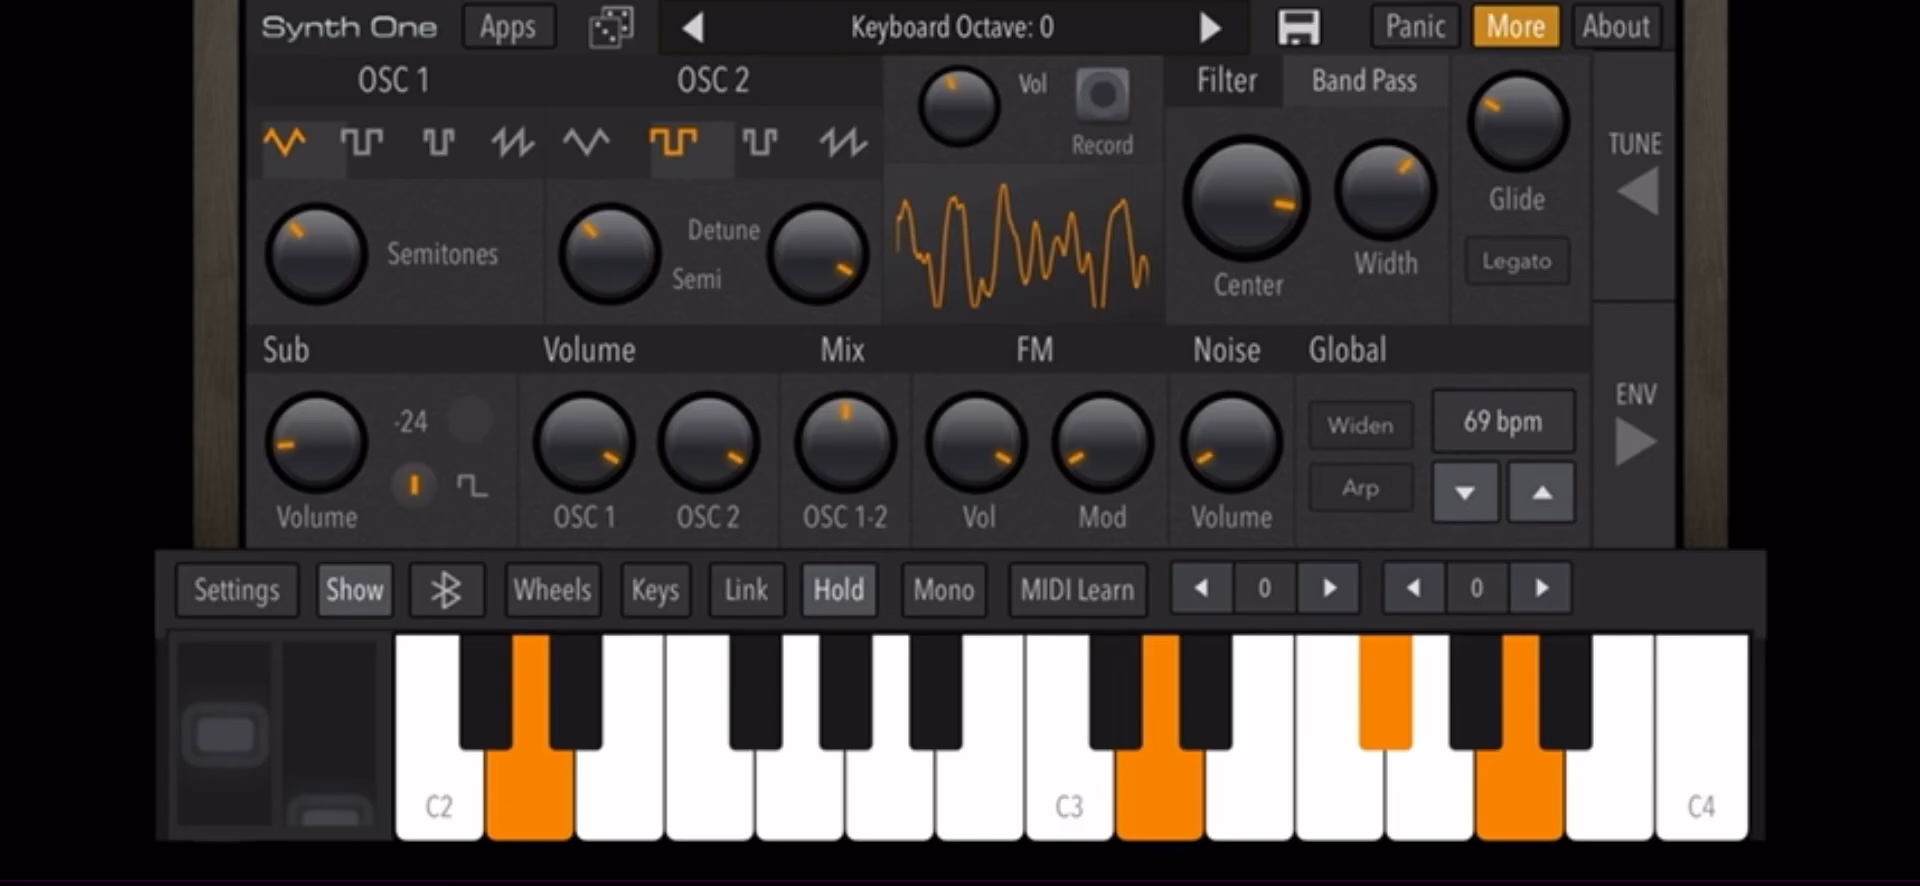 Synth One Apps Keyboard Octave: 0 Panic More About
OSC 1 OSC 2 Vol Filter Band Pass
Record
TUNE
Semitones Detune Glide
Semi Center Width Legato
Sub Volume Mix FM Noise Global
-24 Widen 69 bpm ENV
Arp
Volume OSC 1 OSC 2 OSC 1-2 Vol Mod Volume
Settings Show Wheels Keys Link Hold Mono MIDI Learn 0 0
C2 C3 C4